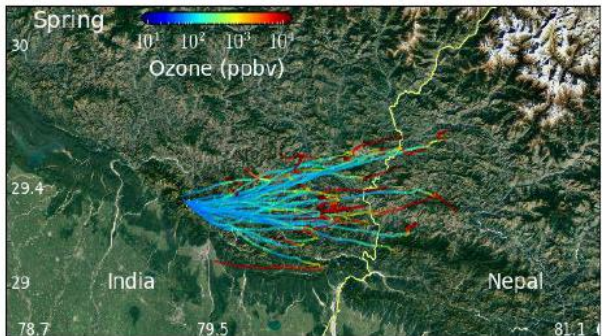 Spring
10¹ 10² 10³ 10⁴
Ozone (ppbv)
30
29.4
29
India
Nepal
78.7
79.5
81.1